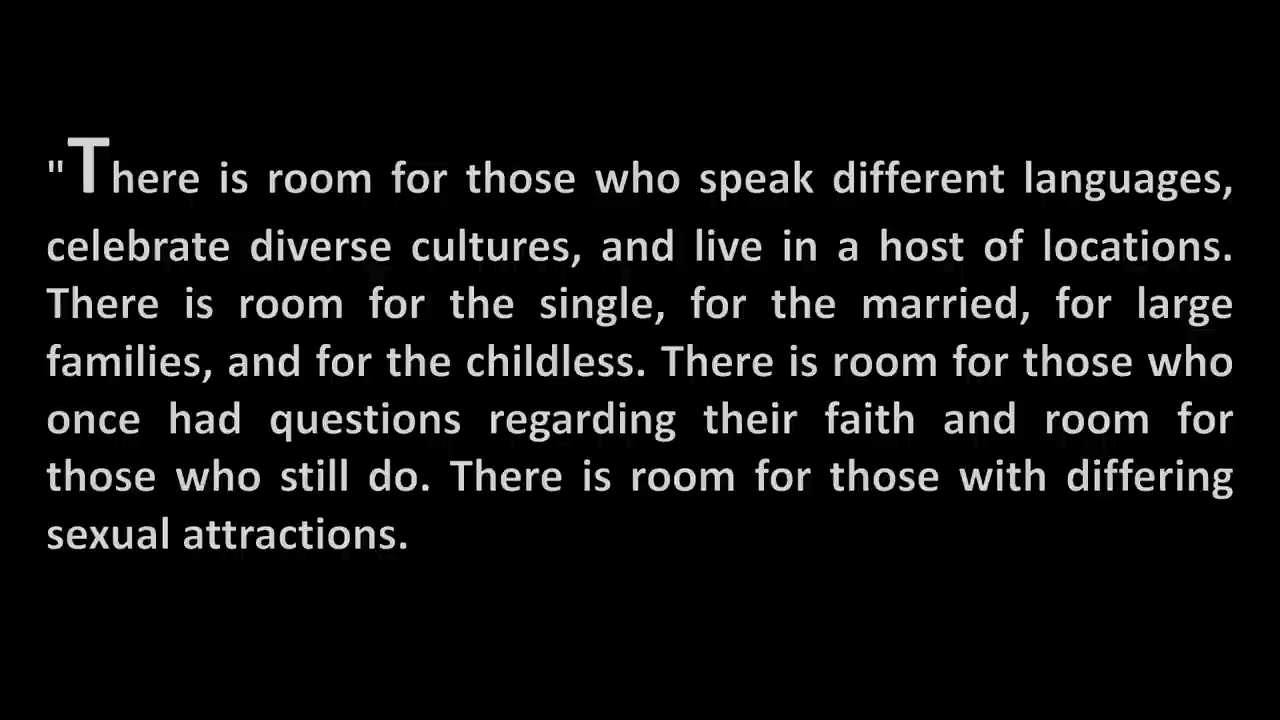 "There is room for those who speak different languages,
celebrate diverse cultures, and live in a host of locations.
There is room for the single, for the married, for large
families, and for the childless. There is room for those who
once had questions regarding their faith and room for
those who still do. There is room for those with differing
sexual attractions.